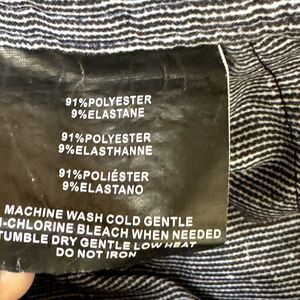 91%POLYESTER
9%ELASTANE
91%POLYESTER
9%ELASTHANNE
91%POLIÉSTER
9%ELASTANO
MACHINE WASH COLD GENTLE
-CHLORINE BLEACH WHEN NEEDED
TUMBLE DRY GENTLE LOW HEAT
DO NOT IRON